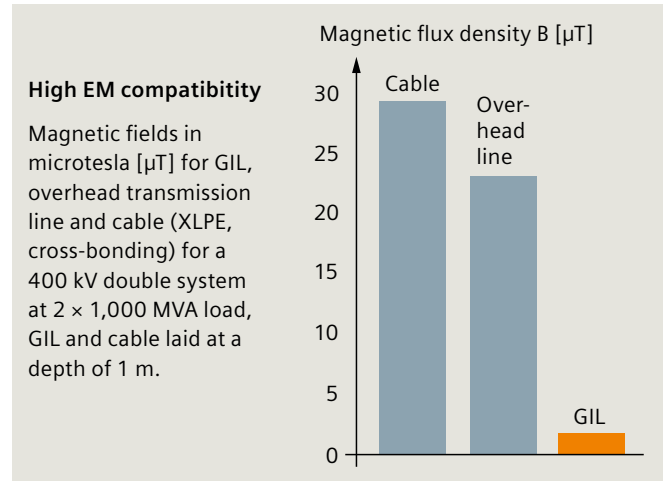 Magnetic flux density B [μT]
High EM compatibitity
Magnetic fields in
microtesla [μT] for GIL,
overhead transmission
line and cable (XLPE,
cross-bonding) for a
400 kV double system
at 2 × 1,000 MVA load,
GIL and cable laid at a
depth of 1 m.
30
25
20
15
10
5
0
Cable
Over-
head
line
GIL